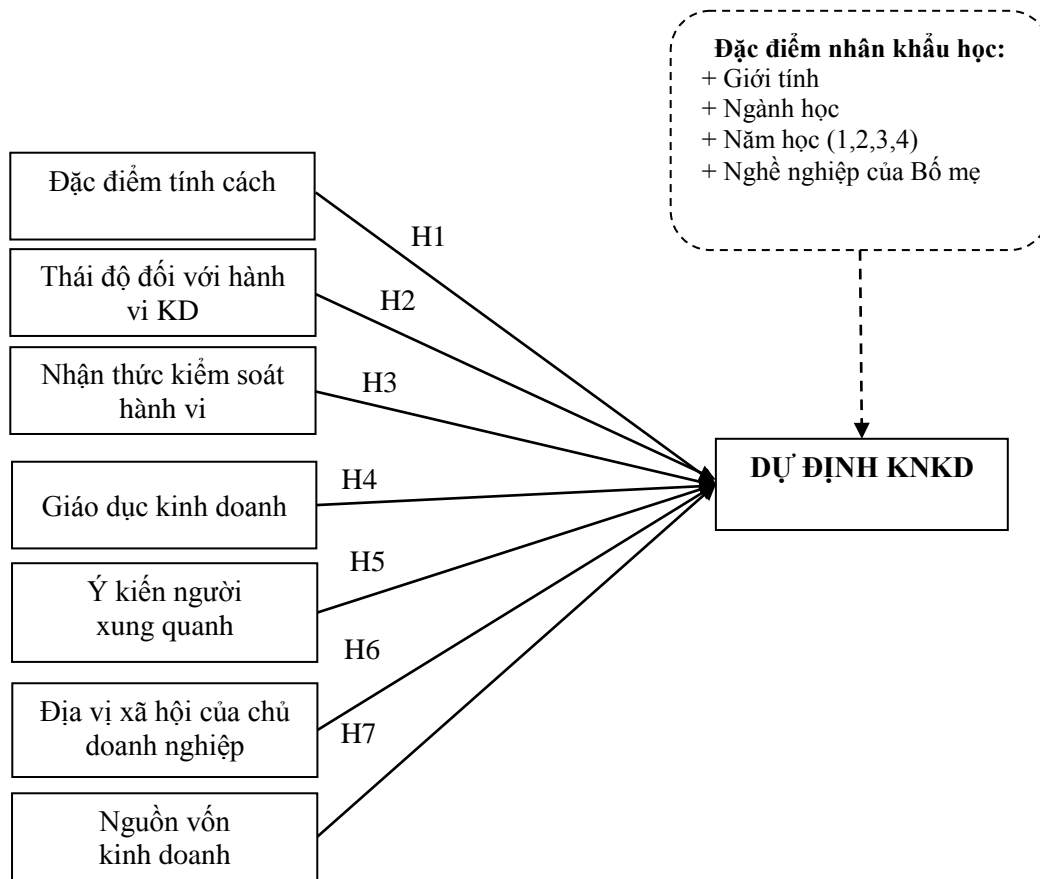 Đặc điểm nhân khẩu học:
+ Giới tính
+ Ngành học
+ Năm học (1,2,3,4)
+ Nghề nghiệp của Bố mẹ
Đặc điểm tính cách
H1
Thái độ đối với hành
vi KD
H2
Nhận thức kiểm soát
hành vi
H3
DỰ ĐỊNH KNKD
Giáo dục kinh doanh
H4
Ý kiến người
xung quanh
H5
H6
Địa vị xã hội của chủ
doanh nghiệp
H7
Nguồn vốn
kinh doanh